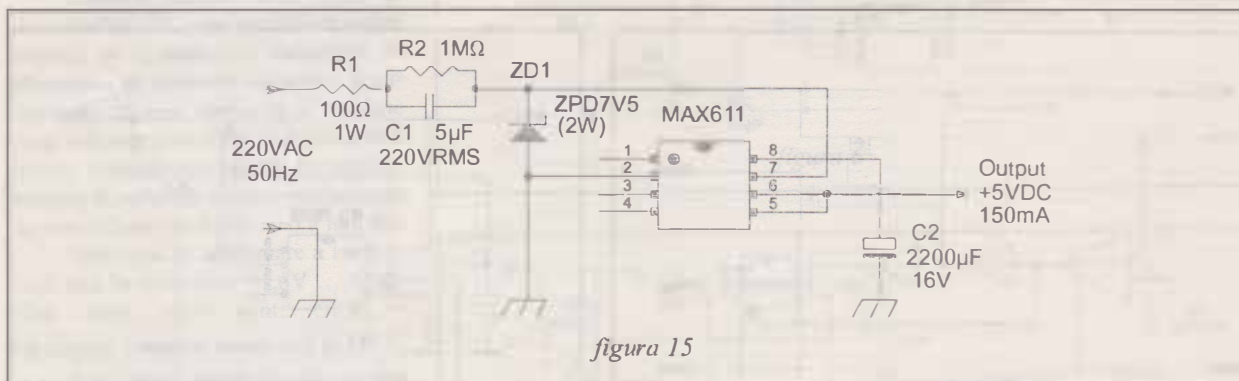 R2 1MΩ
R1
ZD1
100Ω
1W
C1 5µF
220VRMS
ZPD7V5
(2W)
MAX611
220VAC
50Hz
1
2
3
4
8
7
6
5
Output
+5VDC
150mA
C2
2200µF
16V
figura 15